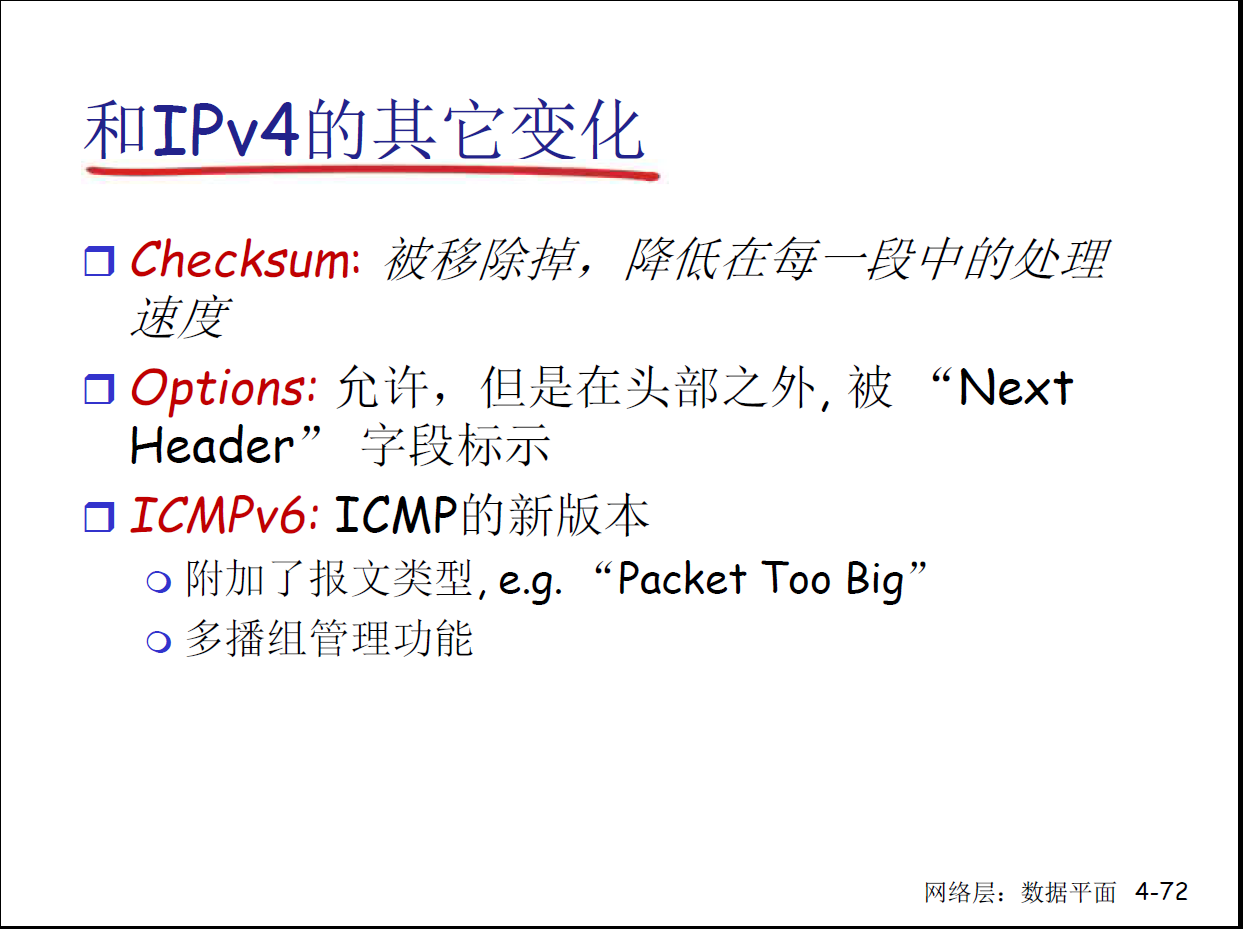 和IPv4的其它变化
Checksum: 被移除掉，降低在每一段中的处理
速度
Options: 允许，但是在头部之外, 被 “Next
Header” 字段标示
ICMPv6: ICMP的新版本
附加了报文类型, e.g. “Packet Too Big”
多播组管理功能
网络层：数据平面 4-72